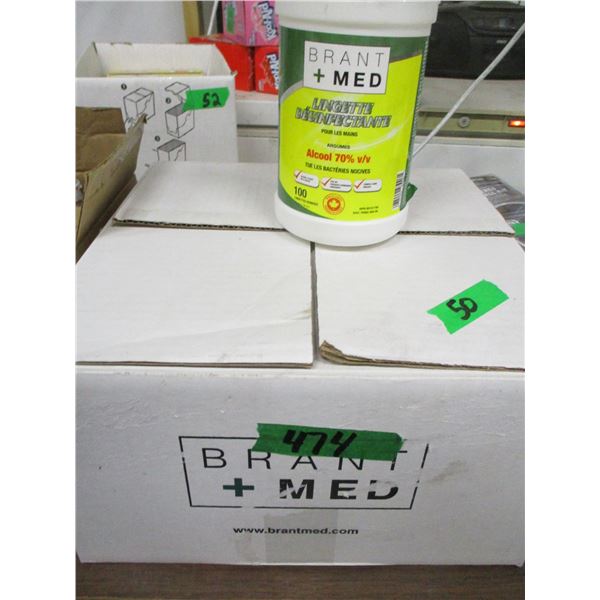 BRANT
+ MED
LINGETTE
DÉSINFECTANTE
POUR LES MAINS
AGRUMES
Alcool 70% v/v
TUE LES BACTÉRIES NOCIVES
100
52
50
474
BRANT
+ MED
www.brantmed.com